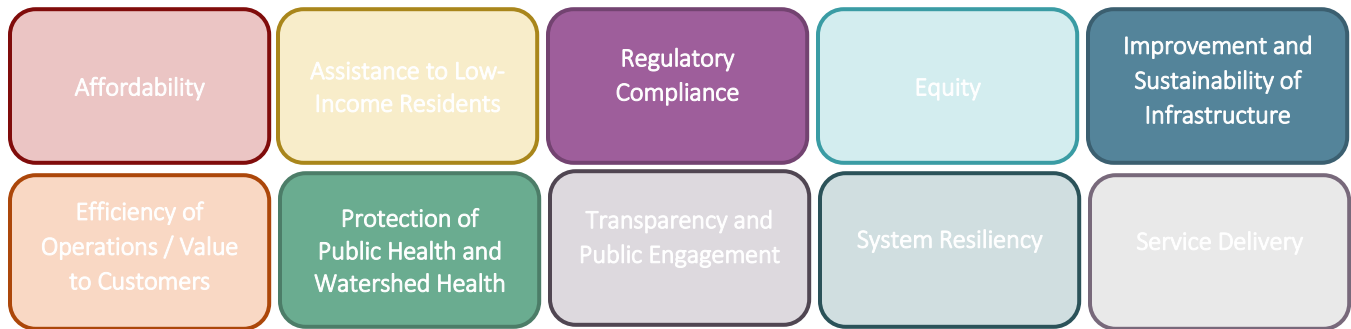 Affordability
Assistance to Low-
Income Residents
Regulatory
Compliance
Equity
Improvement and
Sustainability of
Infrastructure
Efficiency of
Operations / Value
to Customers
Protection of
Public Health and
Watershed Health
Transparency and
Public Engagement
System Resiliency
Service Delivery